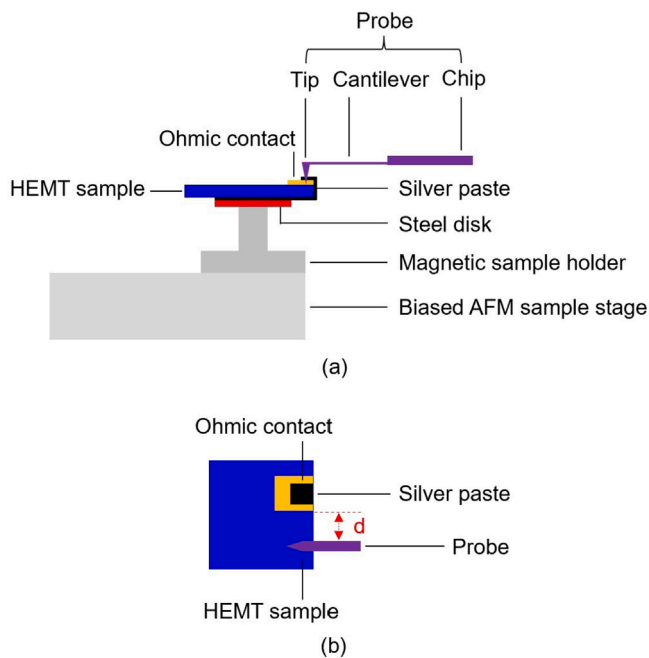 Probe
Tip Cantilever Chip
Ohmic contact
HEMT sample
Silver paste
Steel disk
Magnetic sample holder
Biased AFM sample stage
(a)
Ohmic contact
Silver paste
d
Probe
HEMT sample
(b)